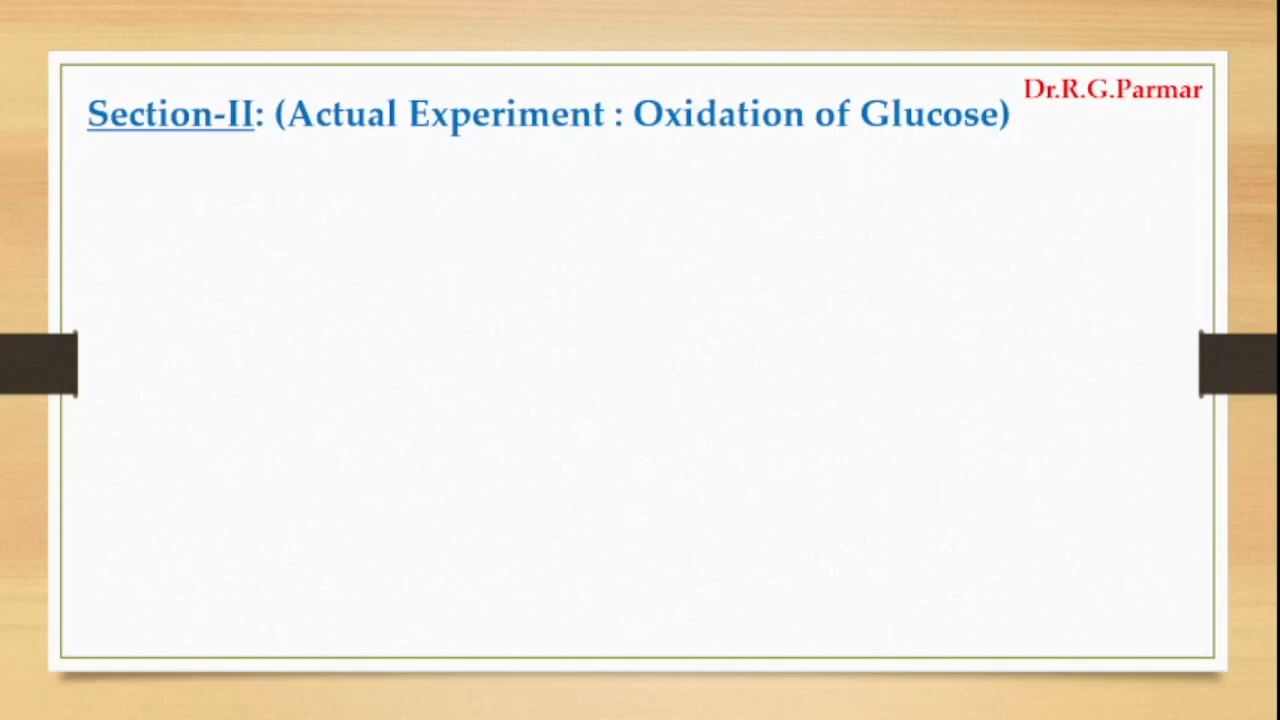 Dr.R.G.Parmar
Section-II: (Actual Experiment : Oxidation of Glucose)